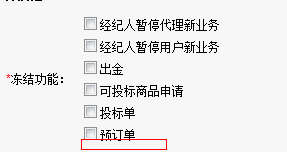 经纪人暂停代理新业务
经纪人暂停用户新业务
出金
*冻结功能：
可投标商品申请
投标单
预订单